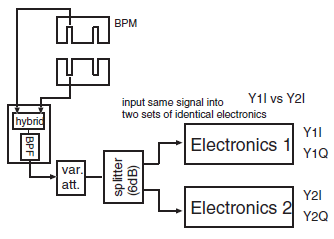 BPM
input same signal into
two sets of identical electronics
Y1I vs Y2I
hybrid
BPF
var.
att.
splitter
(6dB)
Electronics 1
Y1I
Y1Q
Electronics 2
Y2I
Y2Q